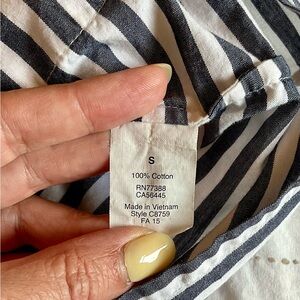 S
100% Cotton
RN77388
CA56445
Made in Vietnam
Style C8759
FA 15